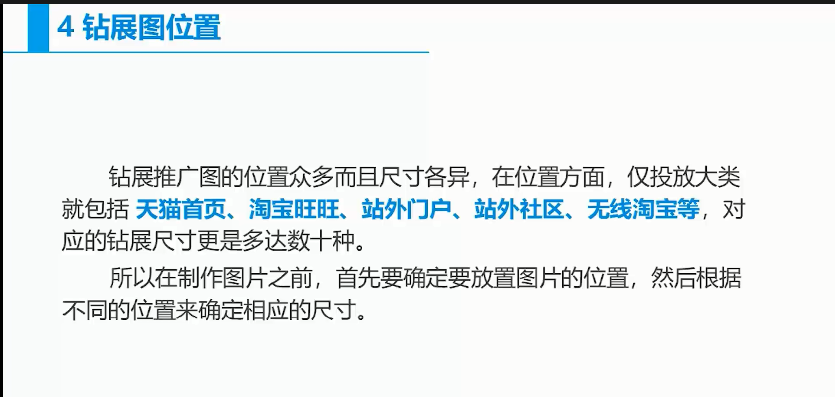 4 钻展图位置
钻展推广图的位置众多而且尺寸各异，在位置方面，仅投放大类
就包括 天猫首页、淘宝旺旺、站外门户、站外社区、无线淘宝等，对
应的钻展尺寸更是多达数十种。
所以在制作图片之前，首先要确定要放置图片的位置，然后根据
不同的位置来确定相应的尺寸。